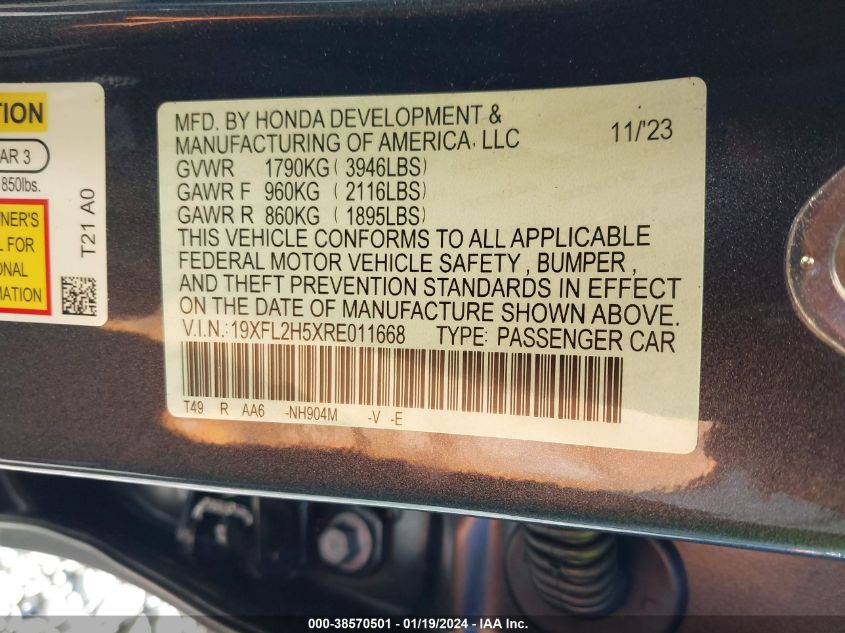 TION
AR 3
850lbs.
NER'S
L FOR
ONAL
MATION
T21 A0
MFD. BY HONDA DEVELOPMENT &
MANUFACTURING OF AMERICA, LLC 11/'23
GVWR 1790KG ( 3946LBS)
GAWR F 960KG ( 2116LBS)
GAWR R 860KG ( 1895LBS)
THIS VEHICLE CONFORMS TO ALL APPLICABLE
FEDERAL MOTOR VEHICLE SAFETY , BUMPER ,
AND THEFT PREVENTION STANDARDS IN EFFECT
ON THE DATE OF MANUFACTURE SHOWN ABOVE.
V.I.N.:19XFL2H5XRE011668 TYPE: PASSENGER CAR
T49 R AA6 -NH904M -V -E
000-38570501 - 01/19/2024 - IAA Inc.